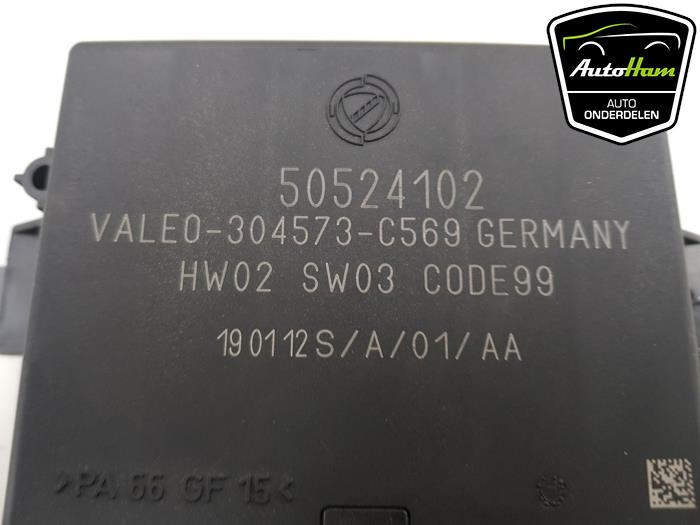 AutoHam
AUTO
ONDERDELEN
50524102
VALEO-304573-C569 GERMANY
HW02 SW03 CODE99
190112S/A/01/AA
>PA 66 GF 15<